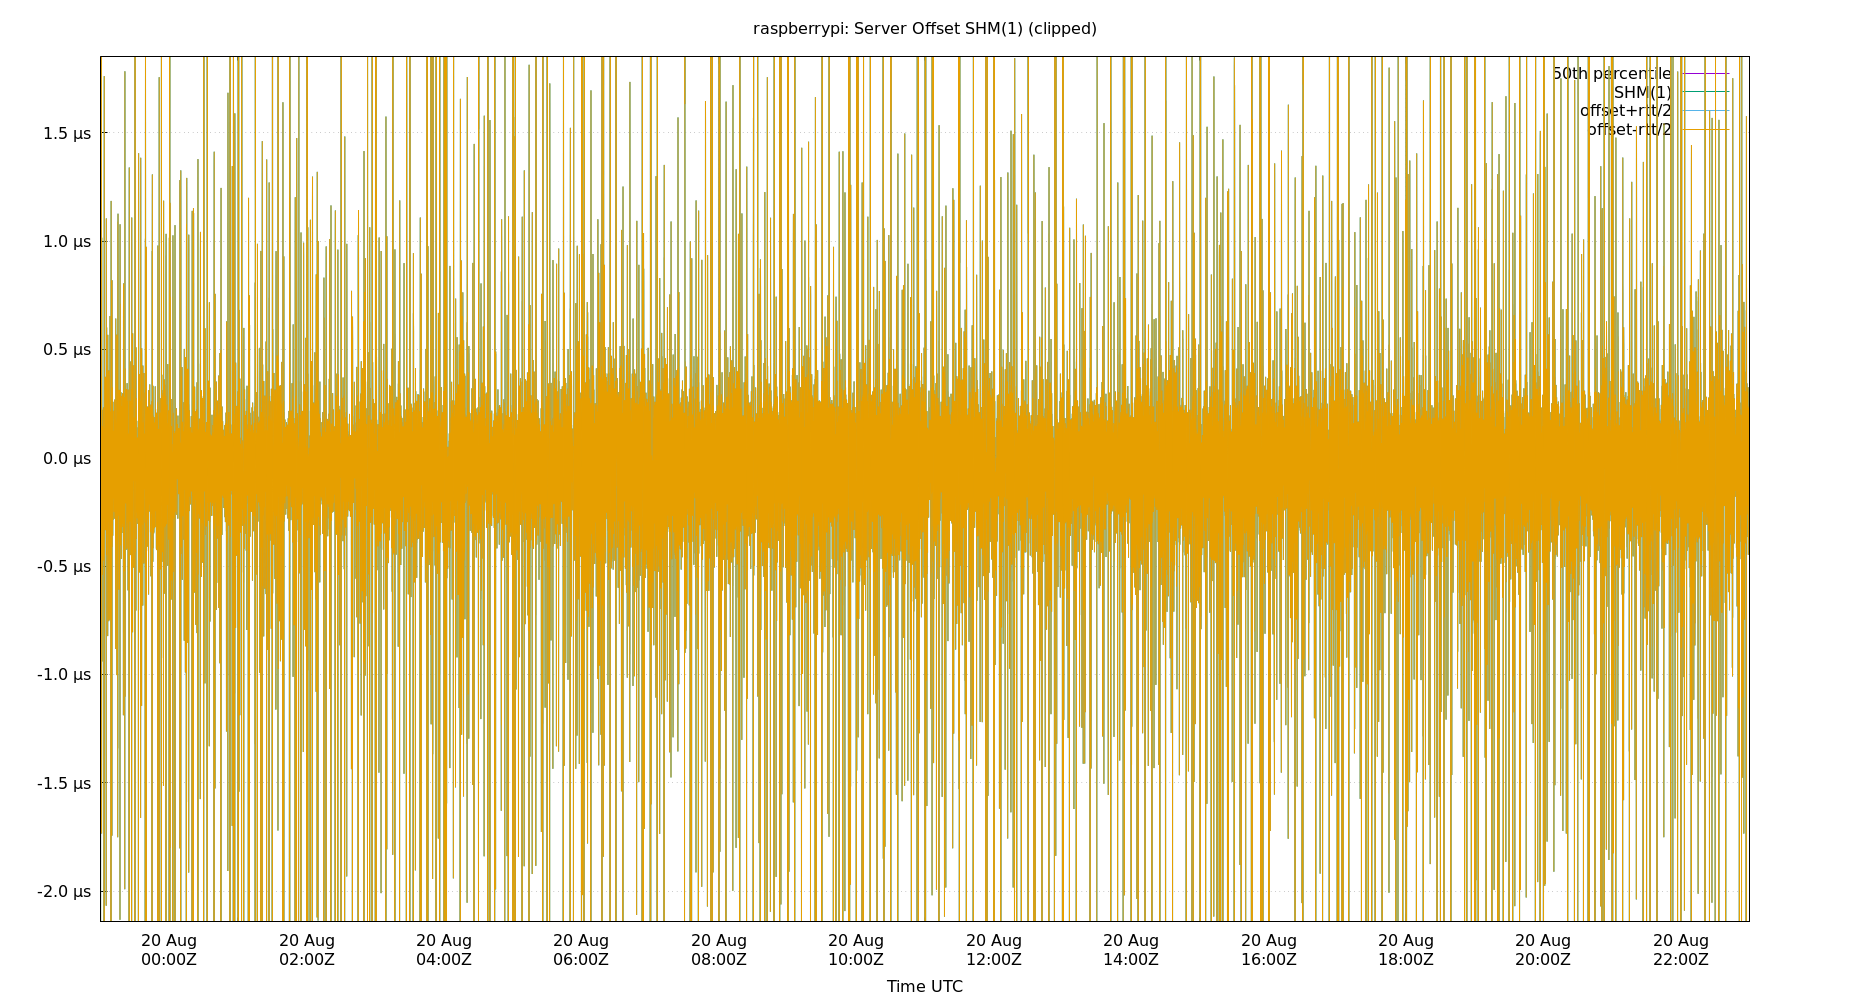 raspberrypi: Server Offset SHM(1) (clipped)
50th percentile
SHM(1)
offset+rtt/2
offset-rtt/2
1.5 µs
1.0 µs
0.5 µs
0.0 µs
-0.5 µs
-1.0 µs
-1.5 µs
-2.0 µs
20 Aug 20 Aug 20 Aug 20 Aug 20 Aug 20 Aug 20 Aug 20 Aug 20 Aug 20 Aug 20 Aug 20 Aug
00:00Z 02:00Z 04:00Z 06:00Z 08:00Z 10:00Z 12:00Z 14:00Z 16:00Z 18:00Z 20:00Z 22:00Z
Time UTC